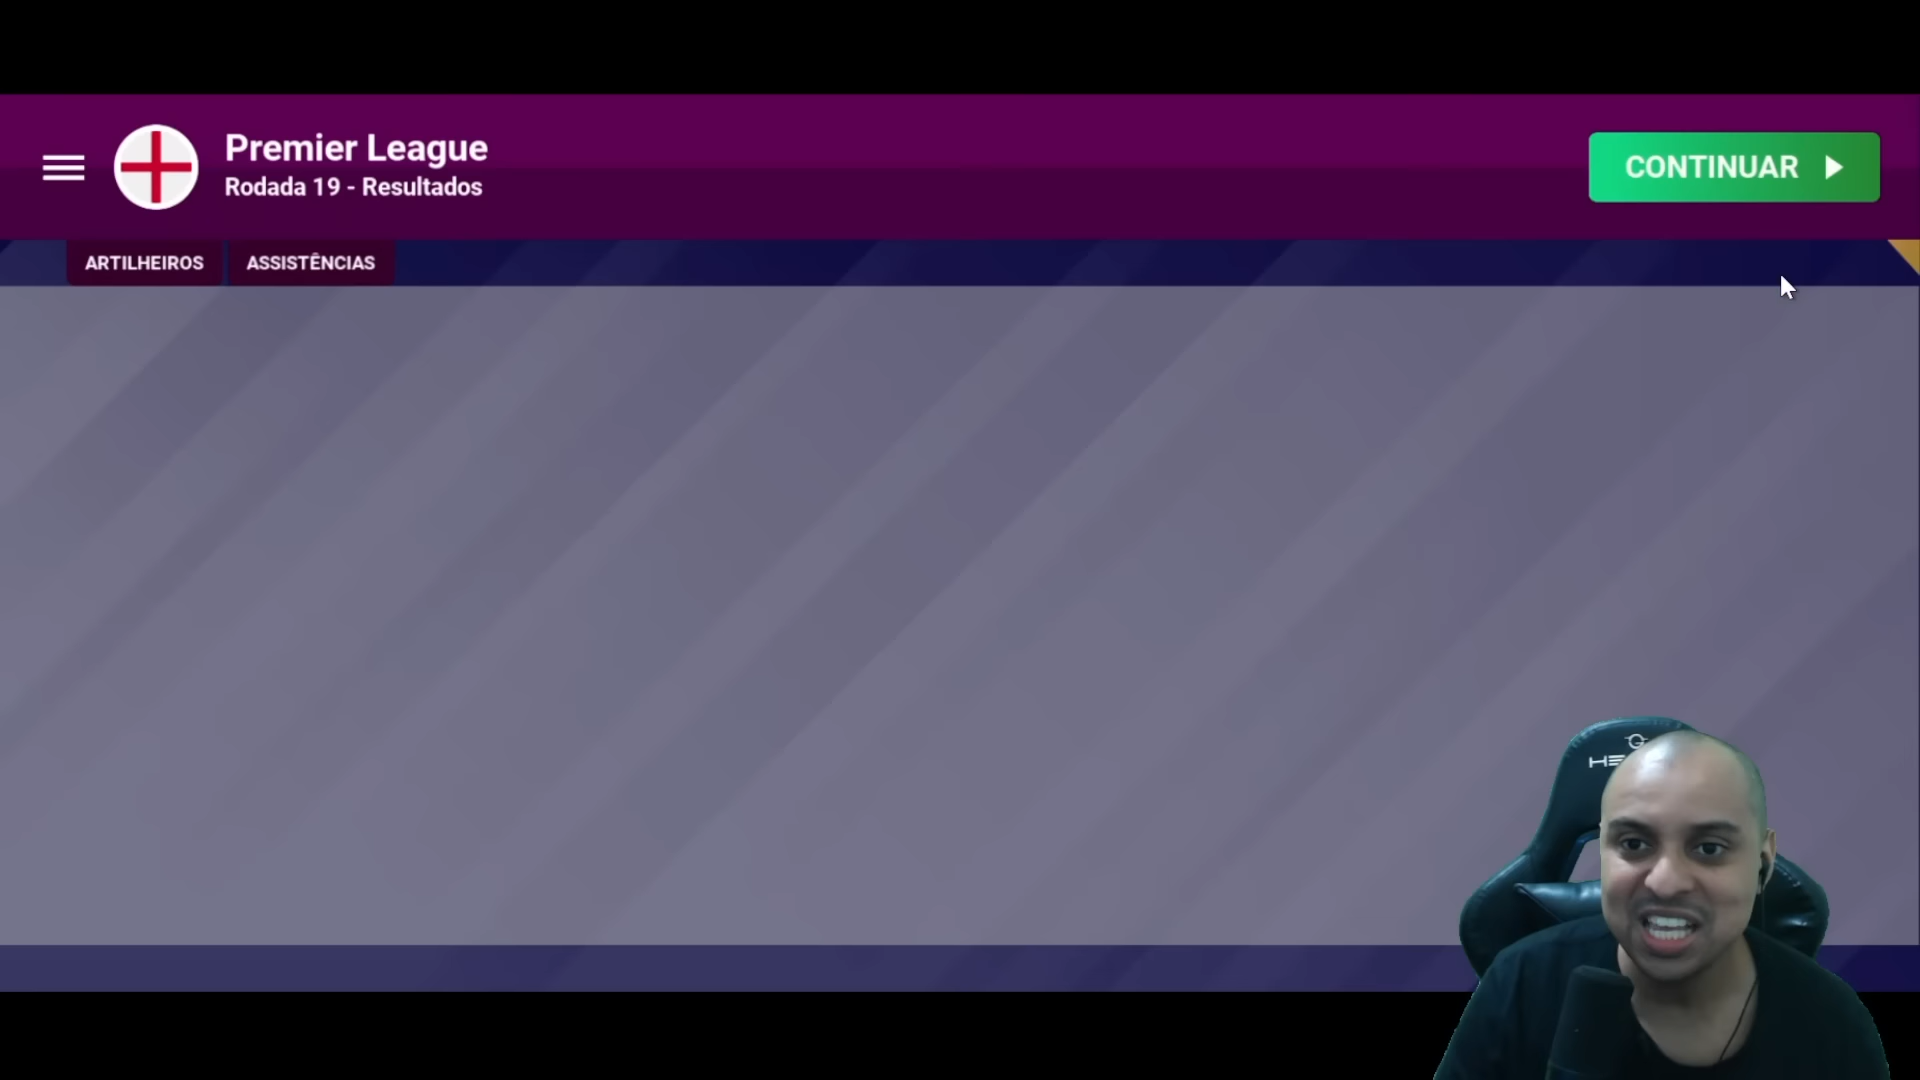 Premier League
Rodada 19 - Resultados
CONTINUAR
ARTILHEIROS
ASSISTÊNCIAS